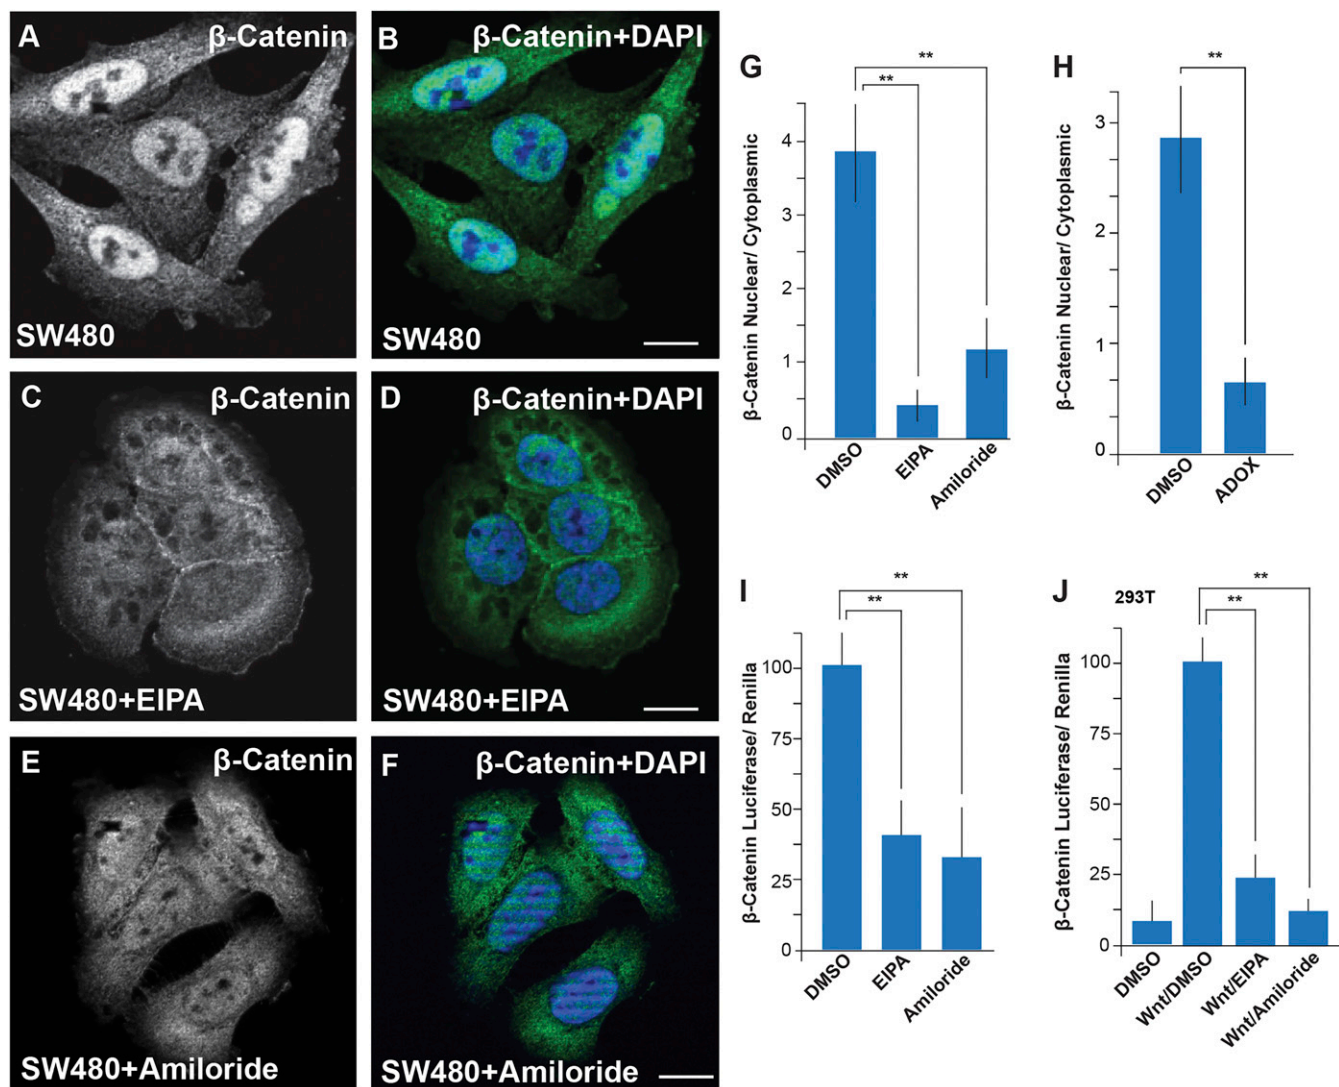 A
β-Catenin
SW480
B
β-Catenin+DAPI
SW480
C
β-Catenin
SW480+EIPA
D
β-Catenin+DAPI
SW480+EIPA
E
β-Catenin
SW480+Amiloride
F
β-Catenin+DAPI
SW480+Amiloride
G
**
**
β-Catenin Nuclear/ Cytoplasmic
4
3
4
2
1
0
DMSO
EIPA
Amiloride
H
**
β-Catenin Nuclear/ Cytoplasmic
3
2
1
0
DMSO
ADOX
I
**
**
β-Catenin Luciferase/ Renilla
100
75
50
25
0
DMSO
EIPA
Amiloride
J
293T
**
**
β-Catenin Luciferase/ Renilla
100
75
50
25
0
DMSO
Wnt/DMSO
Wnt/EIPA
Wnt/Amiloride